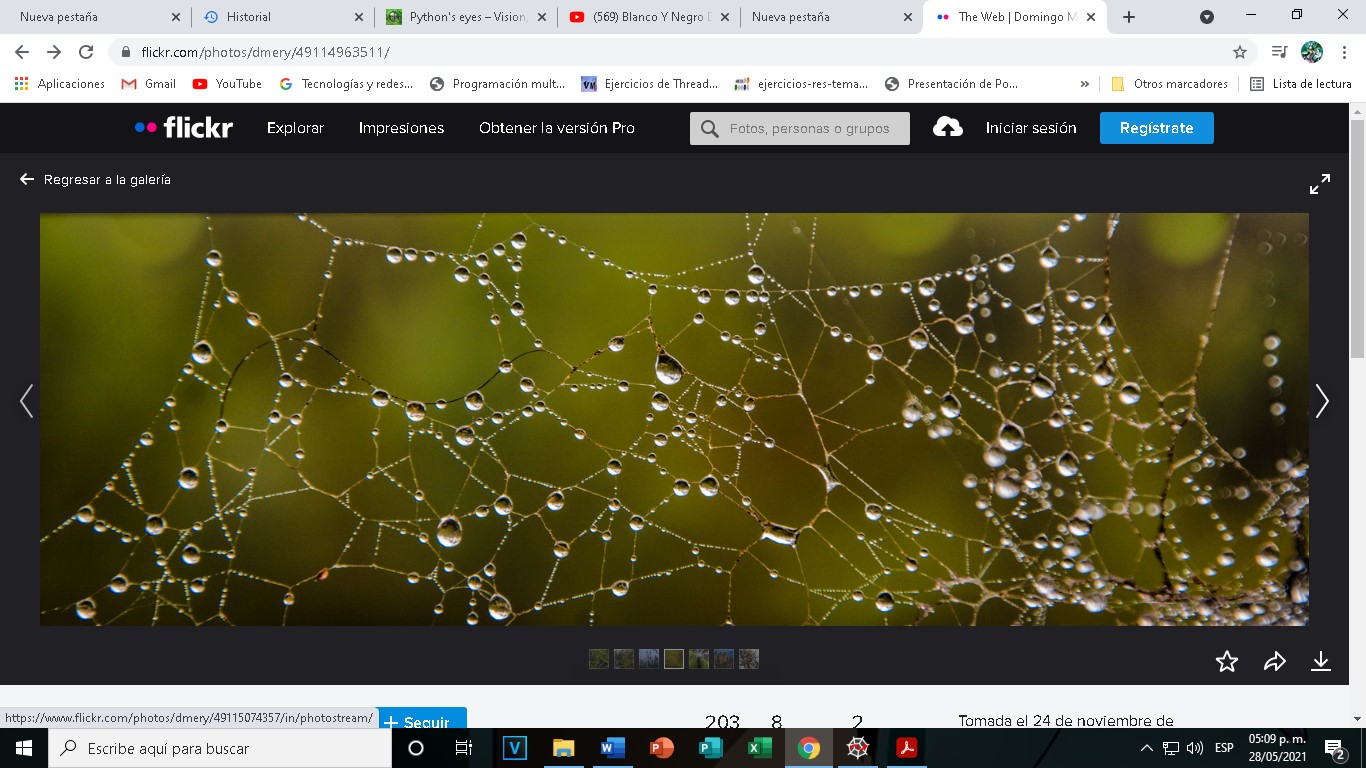 Nueva pestaña
Historial
Python's eyes – Vision,
(569) Blanco Y Negro D
Nueva pestaña
The Web | Domingo M
flickr.com/photos/dmery/49114963511/
Aplicaciones
Gmail
YouTube
Tecnologías y redes...
Programación mult...
Ejercicios de Thread...
ejercicios-res-tema...
Presentación de Po...
»
Otros marcadores
Lista de lectura
flickr
Explorar
Impresiones
Obtener la versión Pro
Fotos, personas o grupos
Iniciar sesión
Regístrate
Regresar a la galería
https://www.flickr.com/photos/dmery/49115074357/in/photostream/
+ Seguir
203
8
2
Tomada el 24 de noviembre de
Escribe aquí para buscar
ESP
05:09 p. m.
28/05/2021
2